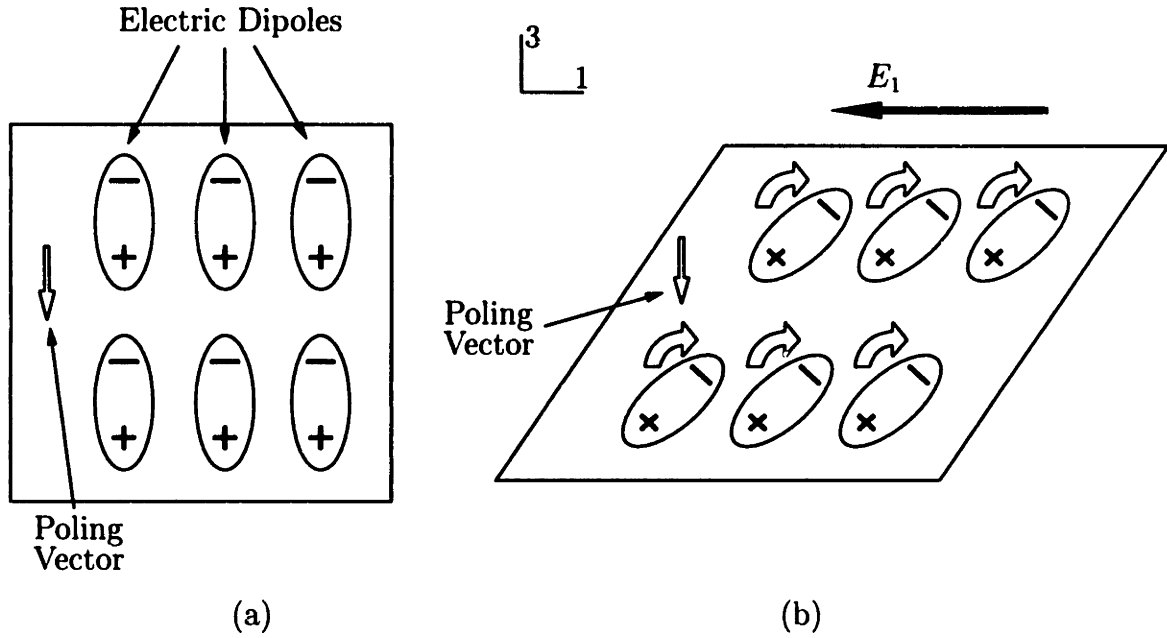 Electric Dipoles
3
1
E₁
Poling
Vector
Poling
Vector
(a)
(b)